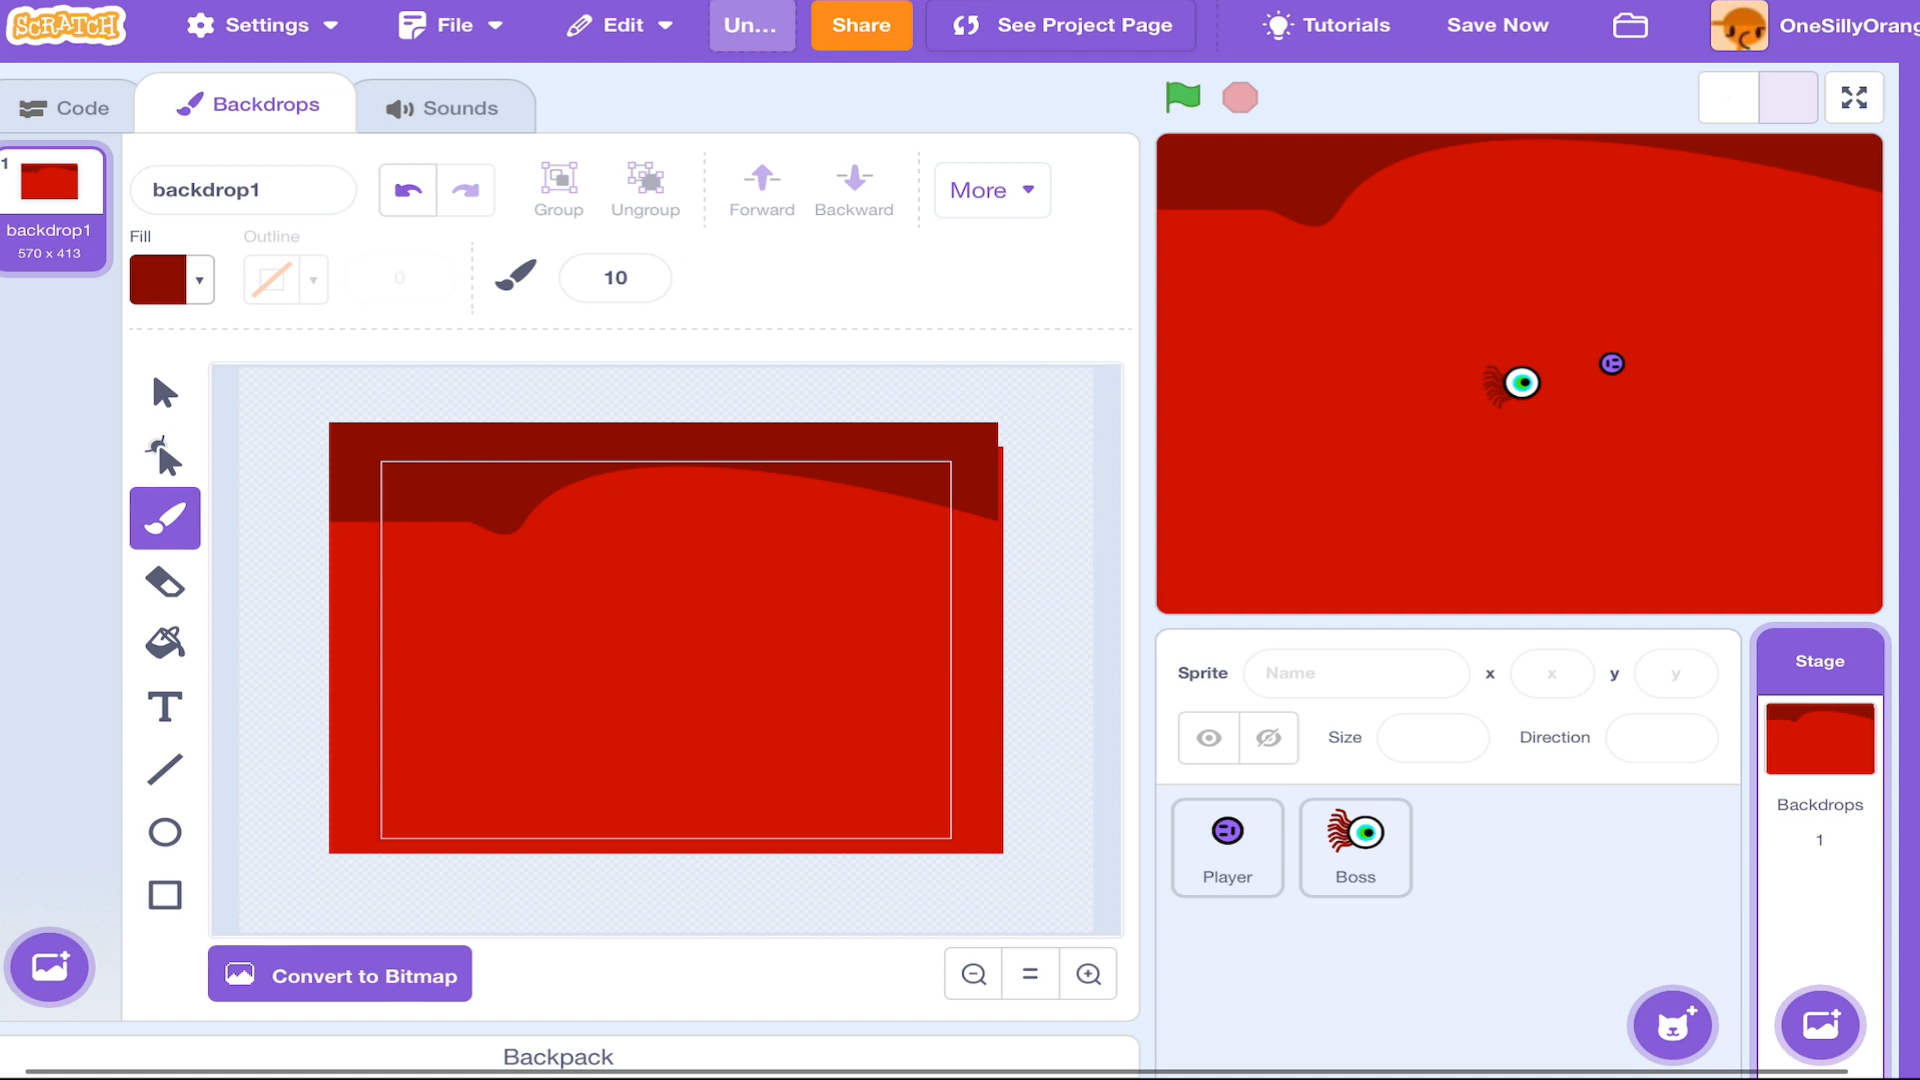 SCRATCH Settings File Edit Un... Share See Project Page Tutorials Save Now OneSillyOrang
Code Backdrops Sounds
1
backdrop1
570 x 413
backdrop1
Group Ungroup Forward Backward More
Fill Outline
0 10
Convert to Bitmap
Backpack
Sprite Name x x y y
Size Direction
Player Boss
Stage
Backdrops
1